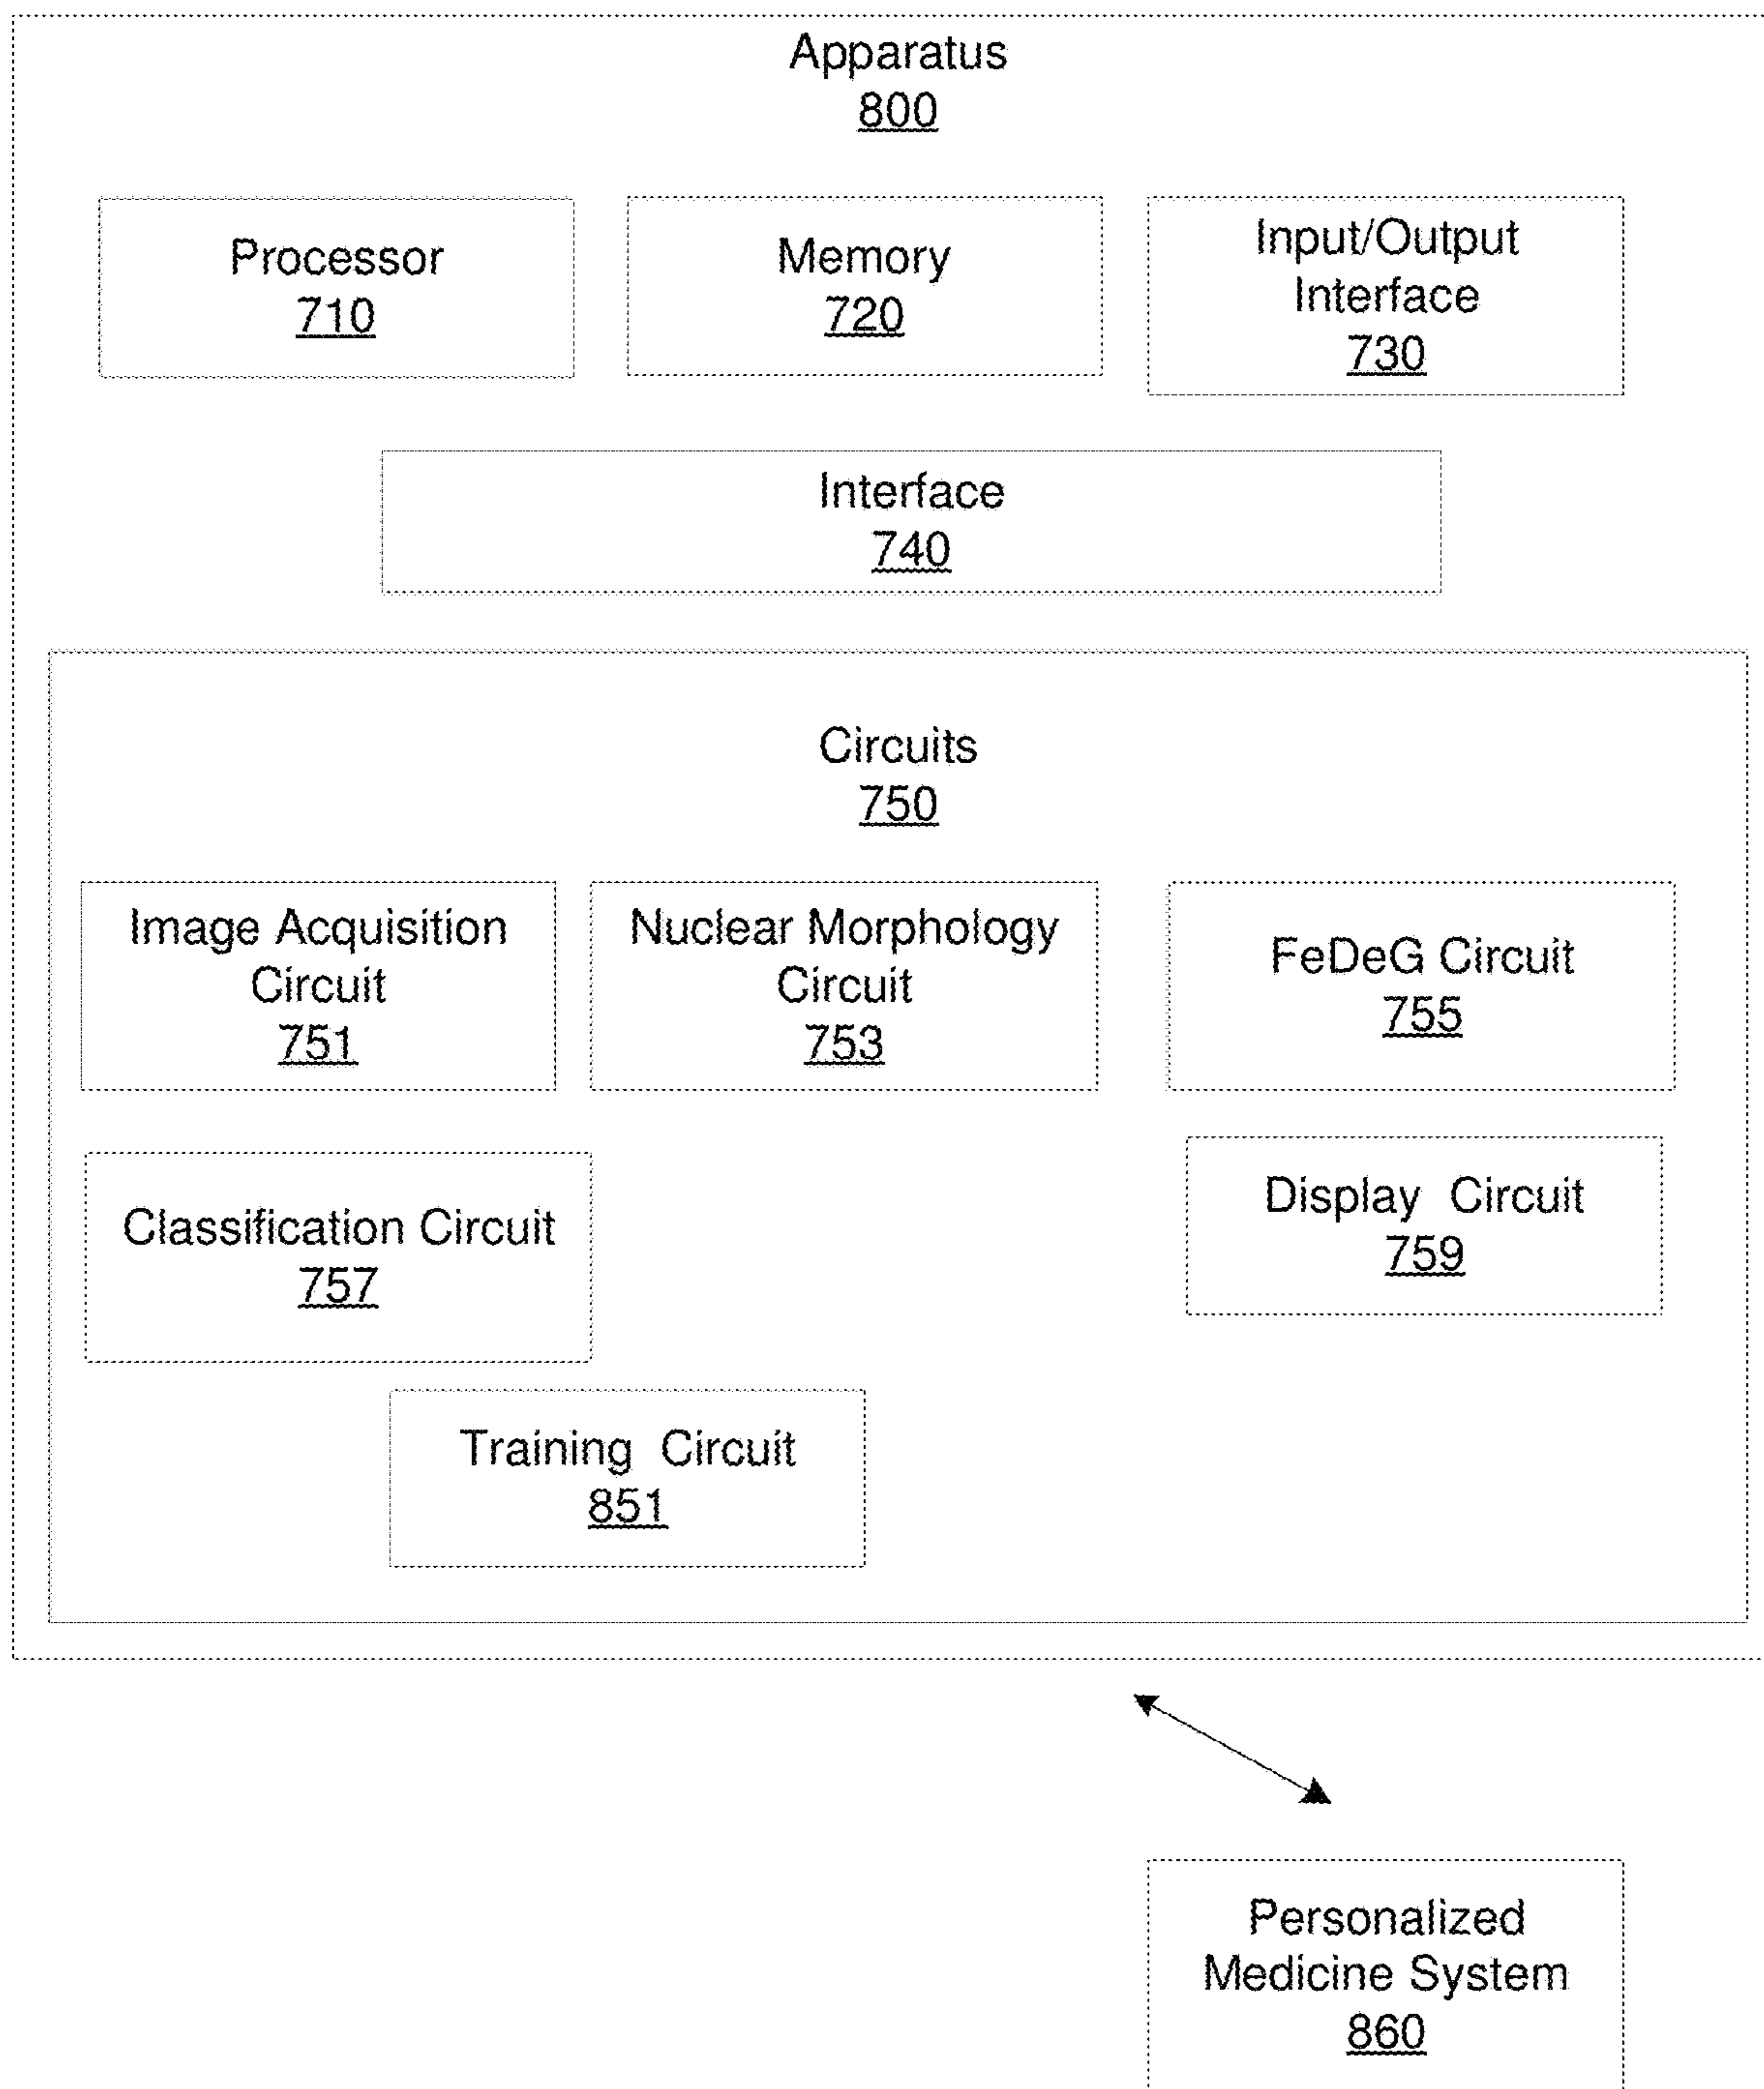 Apparatus
800
Processor
710
Memory
720
Input/Output
Interface
730
Interface
740
Circuits
750
Image Acquisition
Circuit
751
Nuclear Morphology
Circuit
753
FeDeG Circuit
755
Classification Circuit
757
Display Circuit
759
Training Circuit
851
Personalized
Medicine System
860